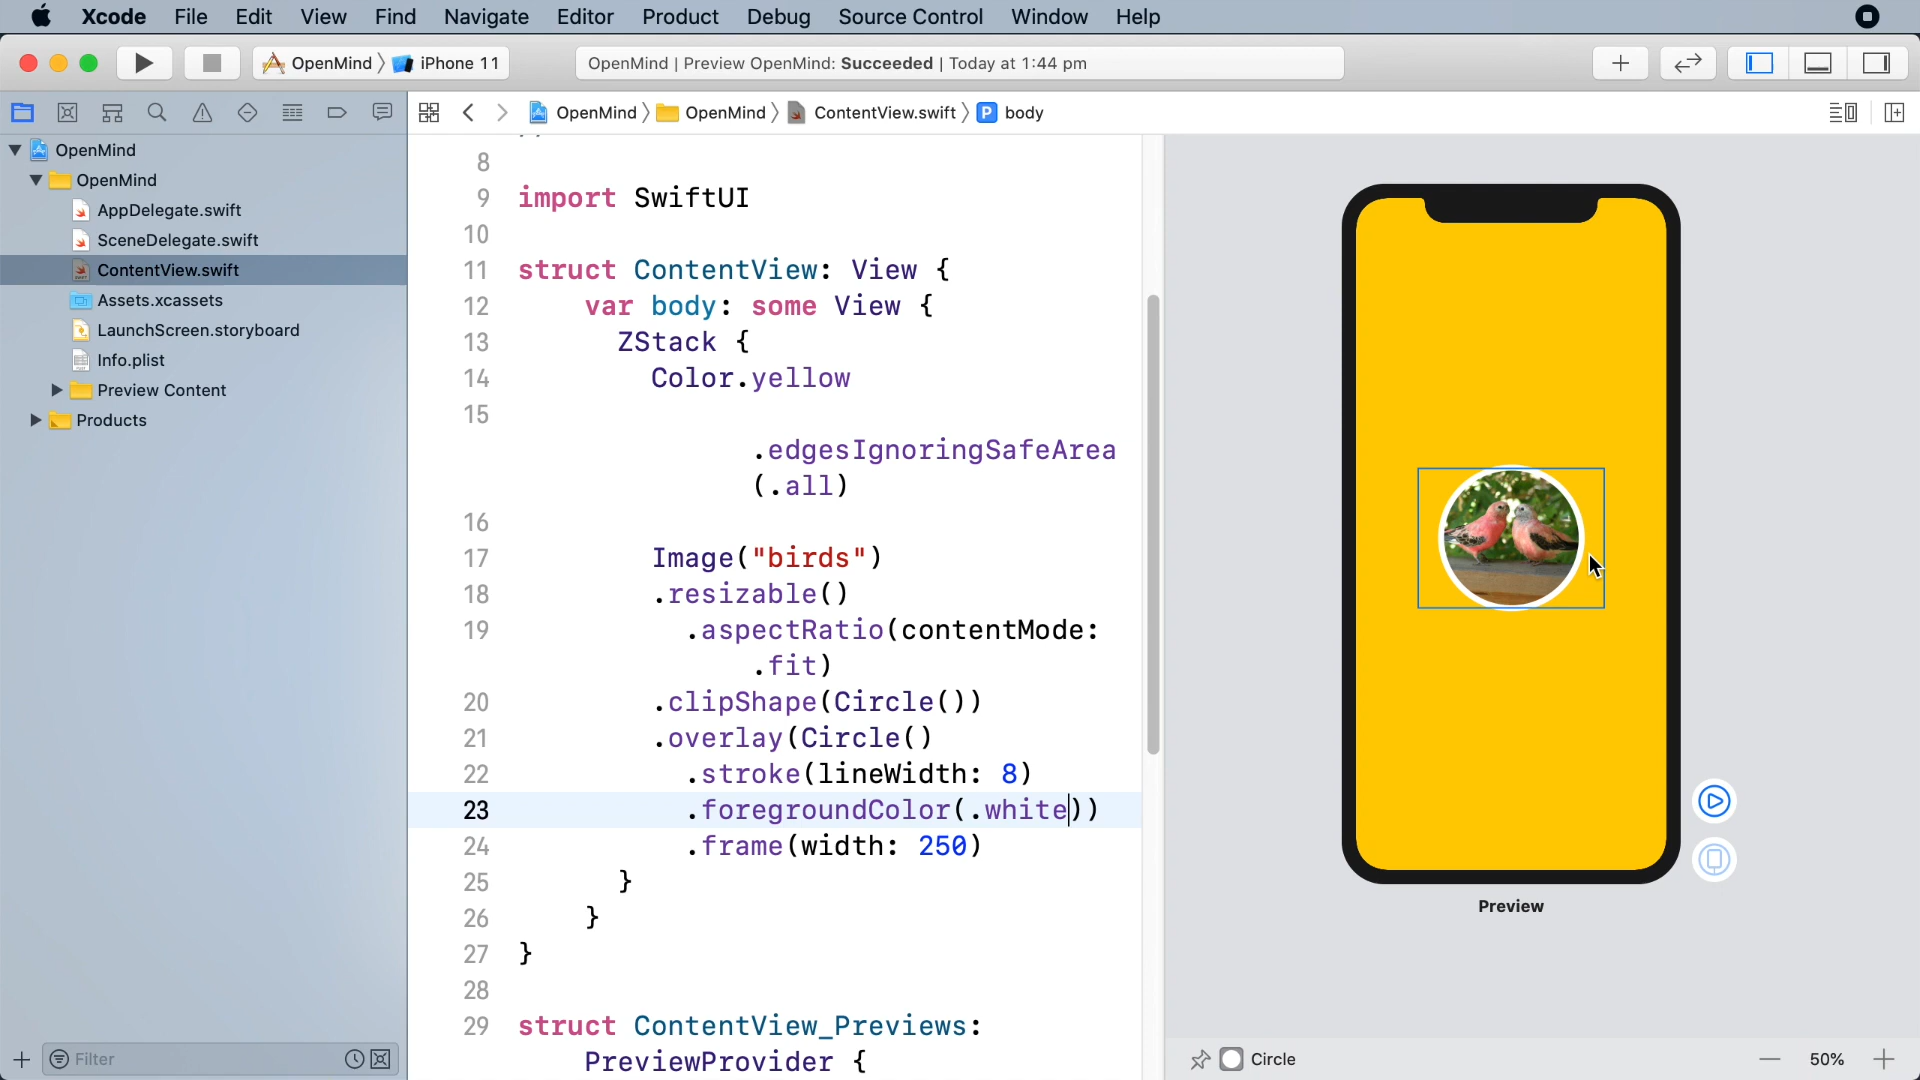 Xcode File Edit View Find Navigate Editor Product Debug Source Control Window Help
OpenMind iPhone 11 OpenMind | Preview OpenMind: Succeeded | Today at 1:44 pm
OpenMind OpenMind ContentView.swift P body
OpenMind
OpenMind
AppDelegate.swift
SceneDelegate.swift
ContentView.swift
Assets.xcassets
LaunchScreen.storyboard
Info.plist
Preview Content
Products
Filter
8
9 import SwiftUI
10
11 struct ContentView: View {
12 var body: some View {
13 ZStack {
14 Color.yellow
15
.edgesIgnoringSafeArea
(.all)
16
17 Image("birds")
18 .resizable()
19 .aspectRatio(contentMode:
.fit)
20 .clipShape(Circle())
21 .overlay(Circle()
22 .stroke(lineWidth: 8)
23 .foregroundColor(.white))
24 .frame(width: 250)
25 }
26 }
27 }
28
29 struct ContentView_Previews:
PreviewProvider {
Preview
Circle 50%